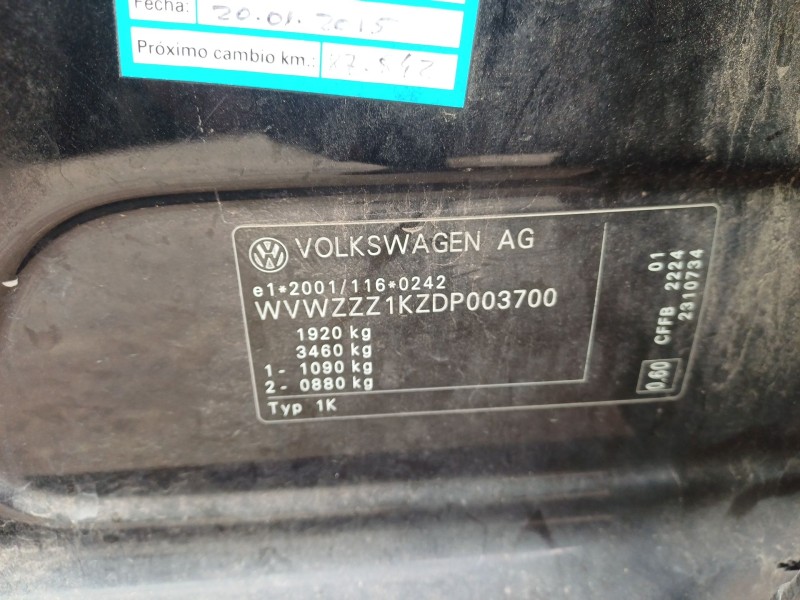 Fecha: 20.01.2015
Próximo cambio km.:
VOLKSWAGEN AG
e1*2001/116*0242
WVWZZZ1KZDP003700
1920 kg
3460 kg
1- 1090 kg
2- 0880 kg
Typ 1K
01
CFFB 2224
0.60 2310734